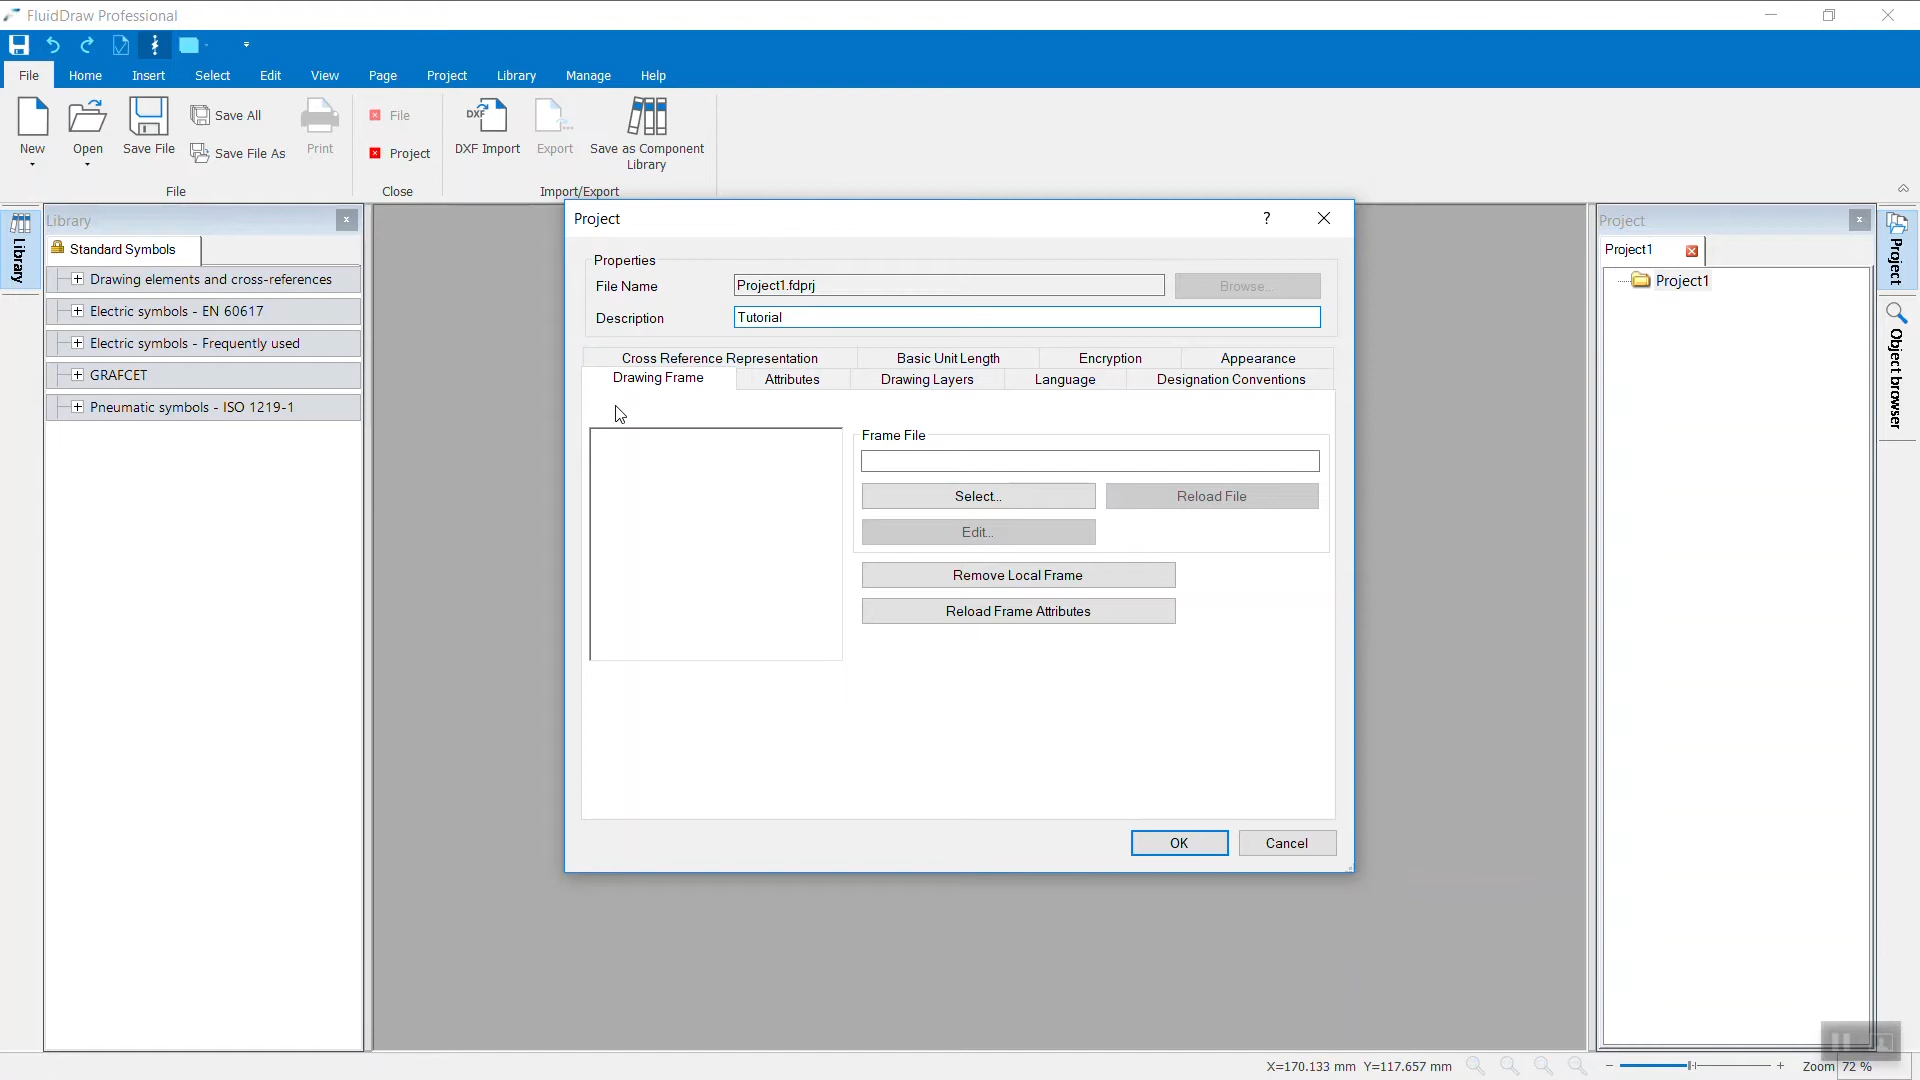 FluidDraw Professional
File Home Insert Select Edit View Page Project Library Manage Help
New
Open
Save File
Save All
Save File As
Print
File
File
Project
Close
DXF
DXF Import
Export
Save as Component
Library
Import/Export
Library
Library
Standard Symbols
Drawing elements and cross-references
Electric symbols - EN 60617
Electric symbols - Frequently used
GRAFCET
Pneumatic symbols - ISO 1219-1
Project
?
Properties
File Name Project1.fdprj Browse...
Description Tutorial
Cross Reference Representation Basic Unit Length Encryption Appearance
Drawing Frame Attributes Drawing Layers Language Designation Conventions
Frame File
Select... Reload File
Edit...
Remove Local Frame
Reload Frame Attributes
OK Cancel
Project
Project1
Project1
Project
Object browser
X=170.133 mm Y=117.657 mm
Zoom 72 %